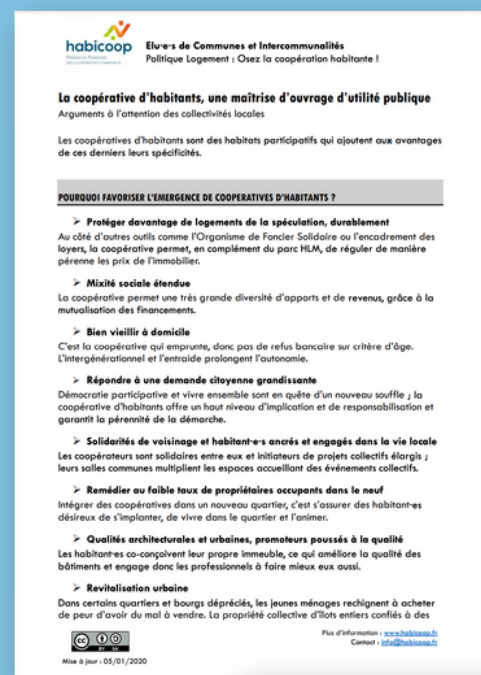 habicoop
Fédération Française
des coopératives d'habitants
Elu·e·s de Communes et Intercommunalités
Politique Logement : Osez la coopération habitante !
La coopérative d'habitants, une maîtrise d'ouvrage d'utilité publique
Arguments à l'attention des collectivités locales
Les coopératives d'habitants sont des habitats participatifs qui ajoutent aux avantages
de ces derniers leurs spécificités.
POURQUOI FAVORISER L'EMERGENCE DE COOPERATIVES D'HABITANTS ?
➢ Protéger davantage de logements de la spéculation, durablement
Au côté d'autres outils comme l'Organisme de Foncier Solidaire ou l'encadrement des
loyers, la coopérative permet, en complément du parc HLM, de réguler de manière
pérenne les prix de l'immobilier.
➢ Mixité sociale étendue
La coopérative permet une très grande diversité d'apports et de revenus, grâce à la
mutualisation des financements.
➢ Bien vieillir à domicile
C'est la coopérative qui emprunte, donc pas de refus bancaire sur critère d'âge.
L'intergénérationnel et l'entraide prolongent l'autonomie.
➢ Répondre à une demande citoyenne grandissante
Démocratie participative et vivre ensemble sont en quête d'un nouveau souffle ; la
coopérative d'habitants offre un haut niveau d'implication et de responsabilisation et
garantit la pérennité de la démarche.
➢ Solidarités de voisinage et habitant·e·s ancrés et engagés dans la vie locale
Les coopérateurs sont solidaires entre eux et initiateurs de projets collectifs élargis ;
leurs salles communes multiplient les espaces accueillant des événements collectifs.
➢ Remédier au faible taux de propriétaires occupants dans le neuf
Intégrer des coopératives dans un nouveau quartier, c'est s'assurer des habitant·es
désireux de s'implanter, de vivre dans le quartier et l'animer.
➢ Qualités architecturales et urbaines, promoteurs poussés à la qualité
Les habitant·es co-conçoivent leur propre immeuble, ce qui améliore la qualité des
bâtiments et engage donc les professionnels à faire mieux eux aussi.
➢ Revitalisation urbaine
Dans certains quartiers et bourgs dépréciés, les jeunes ménages rechignent à acheter
de peur d'avoir du mal à vendre. La propriété collective d'îlots entiers confiés à des
cc BY SA
Plus d'information : www.habicoop.fr
Contact : info@habicoop.fr
Mise à jour : 05/01/2020